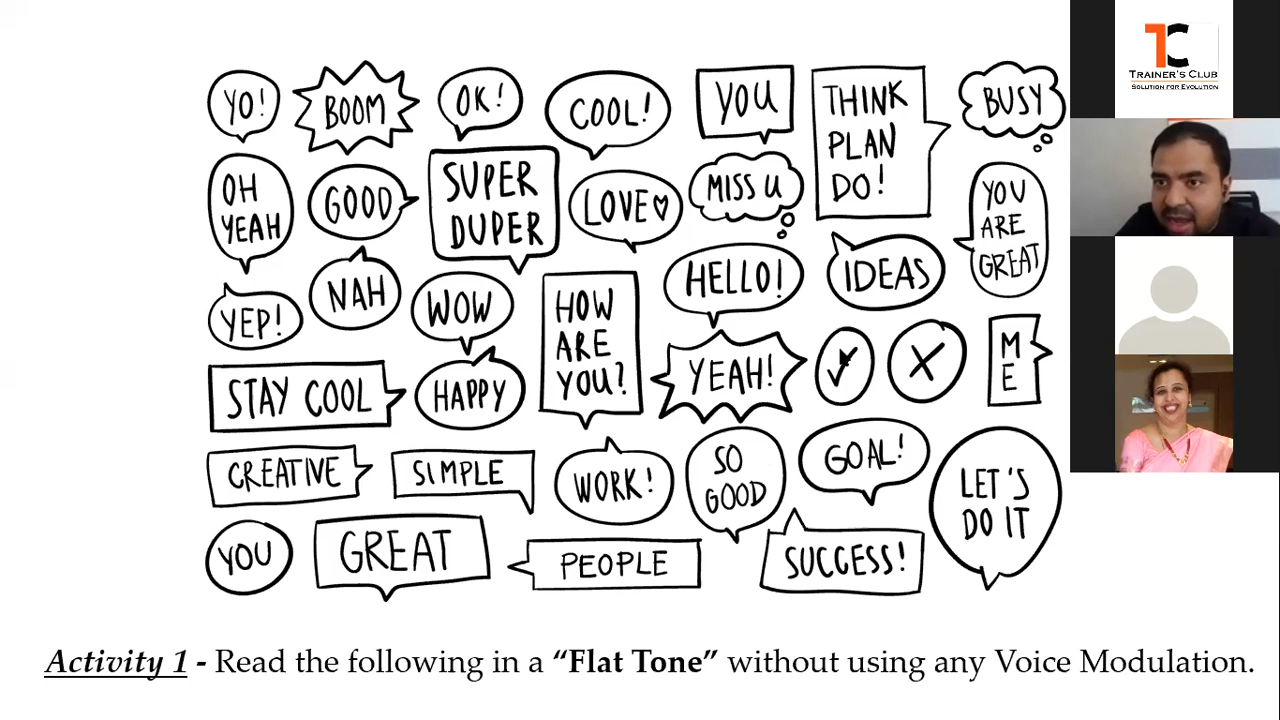 YO!
BOOM
OK!
COOL!
YOU
THINK
PLAN
DO!
BUSY
OH
YEAH
GOOD
SUPER
DUPER
LOVE♡
MISS U
YOU
ARE
GREAT
YEP!
NAH
WOW
HOW
ARE
YOU?
HELLO!
IDEAS
STAY COOL
HAPPY
YEAH!
✓
X
M
E
CREATIVE
SIMPLE
WORK!
SO
GOOD
GOAL!
LET'S
DO IT
YOU
GREAT
PEOPLE
SUCCESS!
Activity 1 - Read the following in a “Flat Tone” without using any Voice Modulation.
TC
TRAINER'S CLUB
SOLUTION FOR EVOLUTION